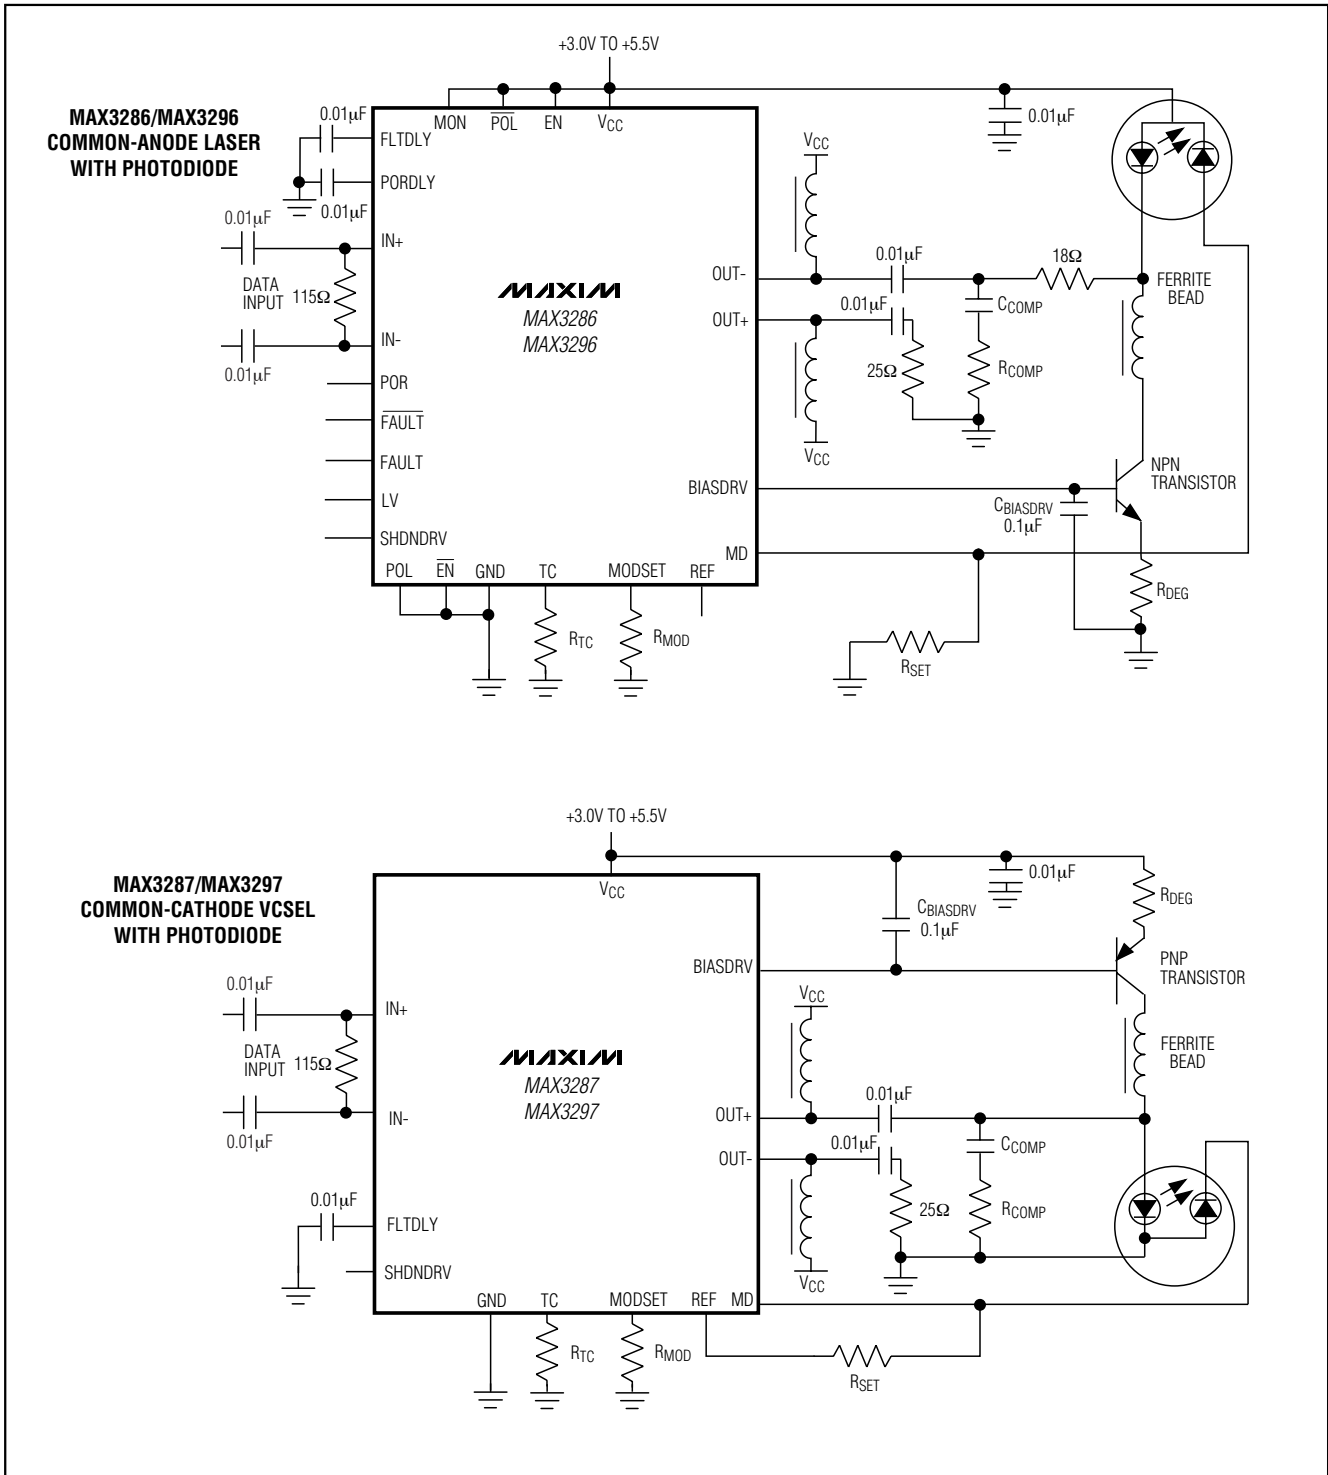 +3.0V TO +5.5V
MAX3286/MAX3296
COMMON-ANODE LASER
WITH PHOTODIODE
0.01µF
FLTDLY
MON
POL
EN
VCC
0.01µF
PORDLY
0.01µF
0.01µF
IN+
DATA
INPUT
115Ω
IN-
0.01µF
POR
FAULT
FAULT
LV
SHDNDRV
MAXIM
MAX3286
MAX3296
VCC
OUT-
0.01µF
18Ω
FERRITE
BEAD
OUT+
0.01µF
CCOMP
25Ω
RCOMP
VCC
BIASDRV
NPN
TRANSISTOR
CBIASDRV
0.1µF
MD
RDEG
POL
EN
GND
TC
MODSET
REF
RTC
RMOD
RSET
+3.0V TO +5.5V
MAX3287/MAX3297
COMMON-CATHODE VCSEL
WITH PHOTODIODE
VCC
0.01µF
RDEG
CBIASDRV
0.1µF
BIASDRV
PNP
TRANSISTOR
0.01µF
IN+
DATA
INPUT
115Ω
IN-
0.01µF
MAXIM
MAX3287
MAX3297
VCC
FERRITE
BEAD
OUT+
0.01µF
OUT-
0.01µF
CCOMP
25Ω
RCOMP
VCC
0.01µF
FLTDLY
SHDNDRV
GND
TC
MODSET
REF
MD
RTC
RMOD
RSET